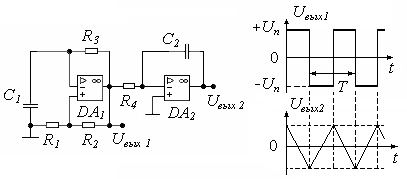 R₃
C₂
Uвых1
+Uп
0
−Uп
T
t
C₁
−
+
▷∞
DA₁
R₄
−
+
▷∞
DA₂
Uвых 2
R₁
R₂
Uвых 1
Uвых2
0
t